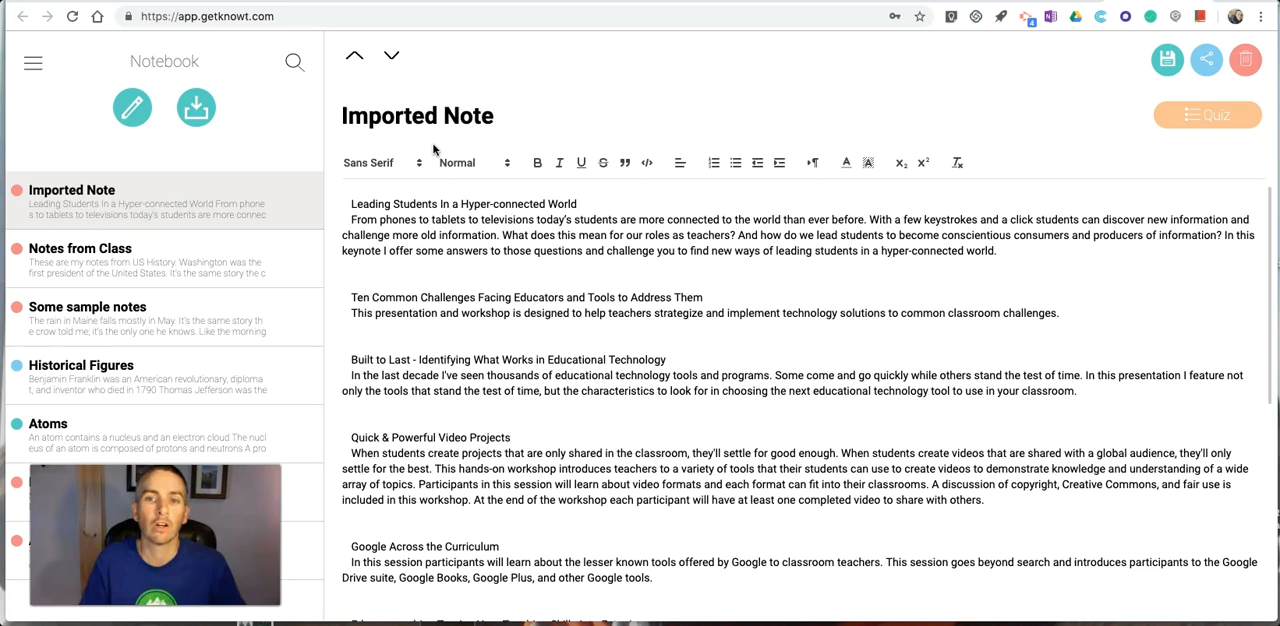 https://app.getknowt.com
4
Notebook
Imported Note
Leading Students In a Hyper-connected World From phone
s to tablets to televisions today's students are more connec
Notes from Class
These are my notes from US History. Washington was the
first president of the United States. It's the same story the c
Some sample notes
The rain in Maine falls mostly in May. It's the same story th
e crow told me; it's the only one he knows. Like the morning
Historical Figures
Benjamin Franklin was an American revolutionary, diploma
t, and inventor who died in 1790 Thomas Jefferson was the
Atoms
An atom contains a nucleus and an electron cloud The nucl
eus of an atom is composed of protons and neutrons A pro
Imported Note
Quiz
Sans Serif Normal
Leading Students In a Hyper-connected World
From phones to tablets to televisions today's students are more connected to the world than ever before. With a few keystrokes and a click students can discover new information and
challenge more old information. What does this mean for our roles as teachers? And how do we lead students to become conscientious consumers and producers of information? In this
keynote I offer some answers to those questions and challenge you to find new ways of leading students in a hyper-connected world.
Ten Common Challenges Facing Educators and Tools to Address Them
This presentation and workshop is designed to help teachers strategize and implement technology solutions to common classroom challenges.
Built to Last - Identifying What Works in Educational Technology
In the last decade I've seen thousands of educational technology tools and programs. Some come and go quickly while others stand the test of time. In this presentation I feature not
only the tools that stand the test of time, but the characteristics to look for in choosing the next educational technology tool to use in your classroom.
Quick & Powerful Video Projects
When students create projects that are only shared in the classroom, they'll settle for good enough. When students create videos that are shared with a global audience, they'll only
settle for the best. This hands-on workshop introduces teachers to a variety of tools that their students can use to create videos to demonstrate knowledge and understanding of a wide
array of topics. Participants in this session will learn about video formats and each format can fit into their classrooms. A discussion of copyright, Creative Commons, and fair use is
included in this workshop. At the end of the workshop each participant will have at least one completed video to share with others.
Google Across the Curriculum
In this session participants will learn about the lesser known tools offered by Google to classroom teachers. This session goes beyond search and introduces participants to the Google
Drive suite, Google Books, Google Plus, and other Google tools.